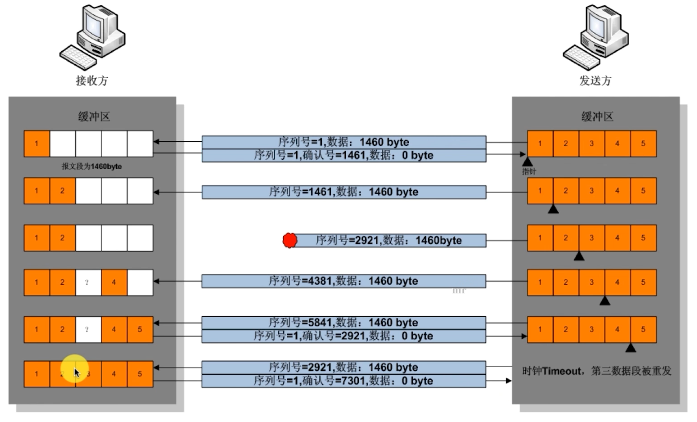 接收方
发送方
缓冲区
缓冲区
1
序列号=1,数据：1460 byte
1 2 3 4 5
序列号=1,确认号=1461,数据：0 byte
报文段为1460byte
指针
1 2
序列号=1461,数据：1460 byte
1 2 3 4 5
1 2
序列号=2921,数据：1460byte
1 2 3 4 5
1 2 ? 4
序列号=4381,数据：1460 byte
1 2 3 4 5
1 2 ? 4 5
序列号=5841,数据：1460 byte
1 2 3 4 5
序列号=1,确认号=2921,数据：0 byte
1 2 3 4 5
序列号=2921,数据：1460 byte
时钟Timeout，第三数据段被重发
序列号=1,确认号=7301,数据：0 byte